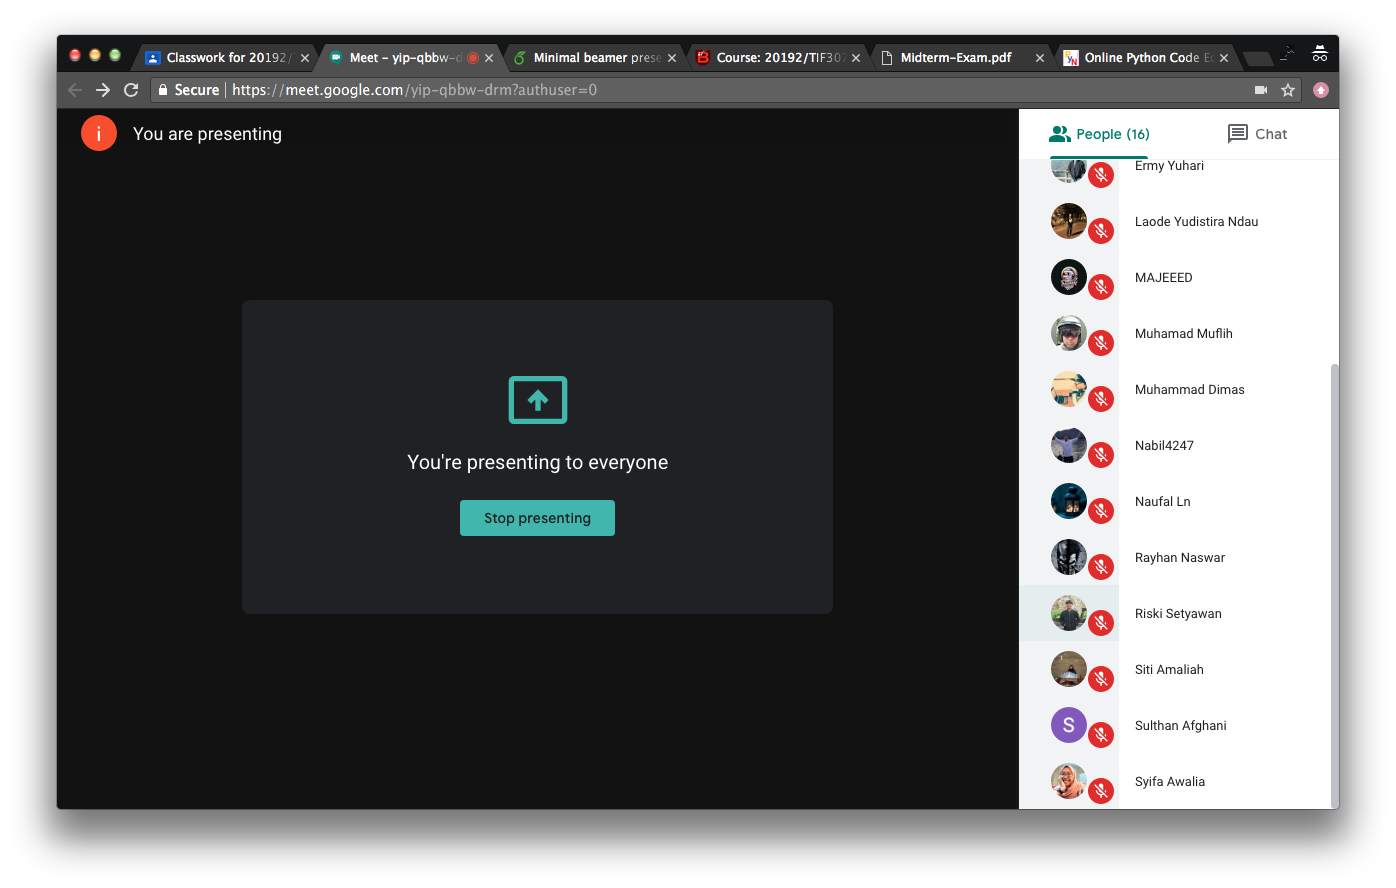 Classwork for 20192/
Meet – yip-qbbw-d
Minimal beamer prese
Course: 20192/TIF307
Midterm-Exam.pdf
Online Python Code Ed
Secure | https://meet.google.com/yip-qbbw-drm?authuser=0
You are presenting
People (16)
Chat
Ermy Yuhari
Laode Yudistira Ndau
MAJEEED
Muhamad Muflih
Muhammad Dimas
Nabil4247
You're presenting to everyone
Naufal Ln
Stop presenting
Rayhan Naswar
Riski Setyawan
Siti Amaliah
S
Sulthan Afghani
Syifa Awalia